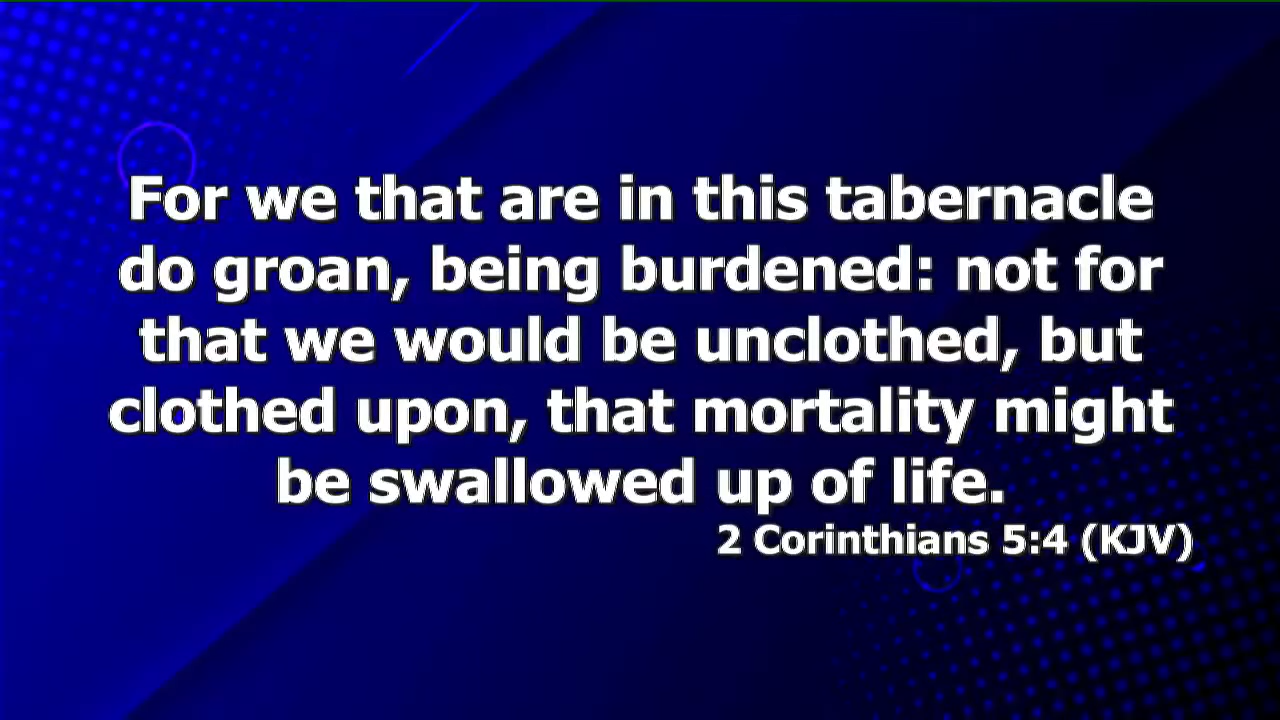 For we that are in this tabernacle
do groan, being burdened: not for
that we would be unclothed, but
clothed upon, that mortality might
be swallowed up of life.
2 Corinthians 5:4 (KJV)